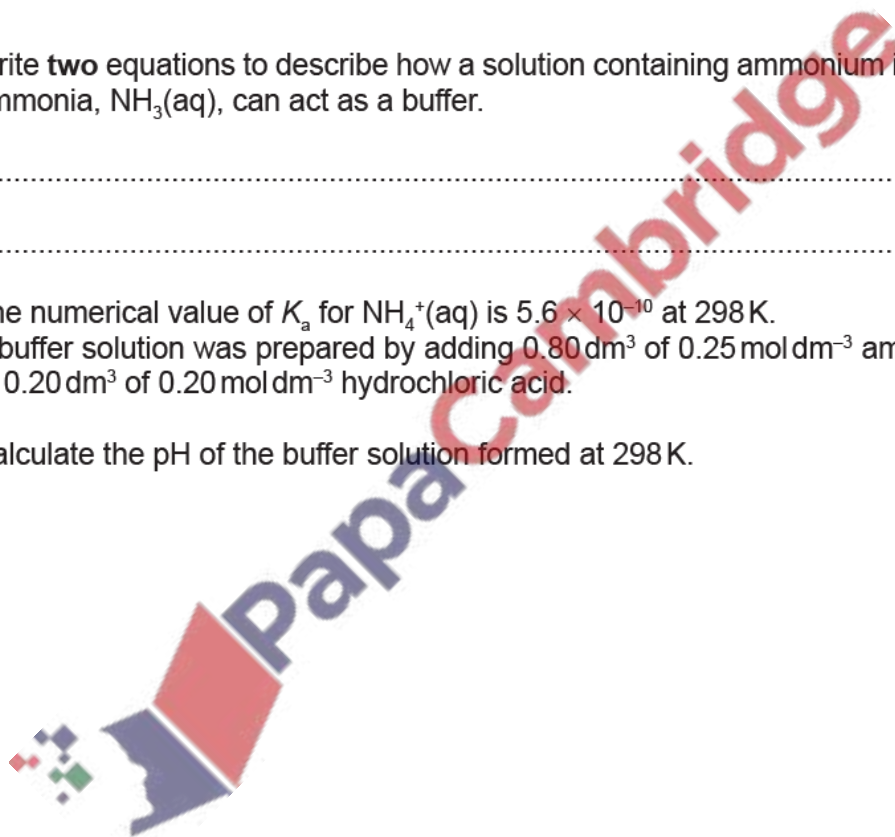 rite two equations to describe how a solution containing ammonium i
mmonia, NH₃(aq), can act as a buffer.
he numerical value of Kₐ for NH₄⁺(aq) is 5.6 × 10⁻¹⁰ at 298 K.
buffer solution was prepared by adding 0.80 dm³ of 0.25 mol dm⁻³ am
0.20 dm³ of 0.20 mol dm⁻³ hydrochloric acid.
alculate the pH of the buffer solution formed at 298 K.
PapaCambridge